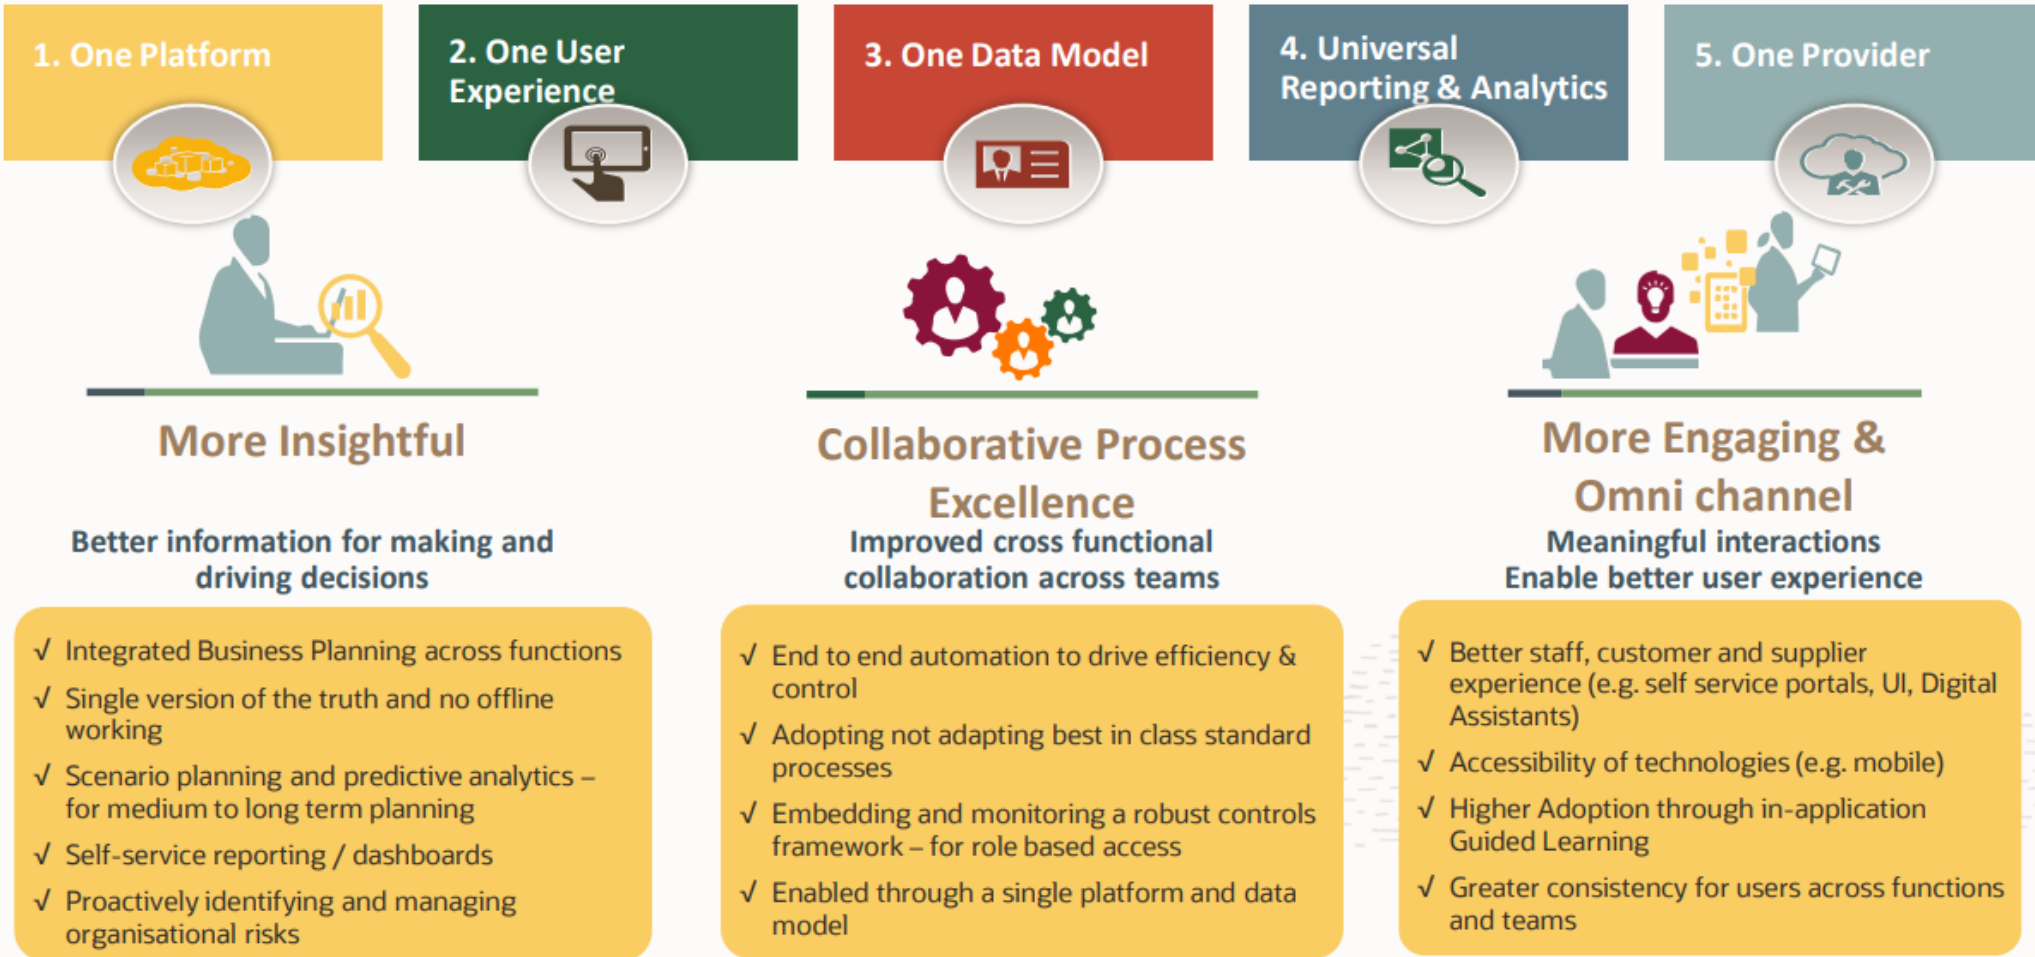 1. One Platform
2. One User
Experience
3. One Data Model
4. Universal
Reporting & Analytics
5. One Provider
More Insightful
Better information for making and
driving decisions
√ Integrated Business Planning across functions
√ Single version of the truth and no offline
working
√ Scenario planning and predictive analytics –
for medium to long term planning
√ Self-service reporting / dashboards
√ Proactively identifying and managing
organisational risks
Collaborative Process
Excellence
Improved cross functional
collaboration across teams
√ End to end automation to drive efficiency &
control
√ Adopting not adapting best in class standard
processes
√ Embedding and monitoring a robust controls
framework – for role based access
√ Enabled through a single platform and data
model
More Engaging &
Omni channel
Meaningful interactions
Enable better user experience
√ Better staff, customer and supplier
experience (e.g. self service portals, UI, Digital
Assistants)
√ Accessibility of technologies (e.g. mobile)
√ Higher Adoption through in-application
Guided Learning
√ Greater consistency for users across functions
and teams